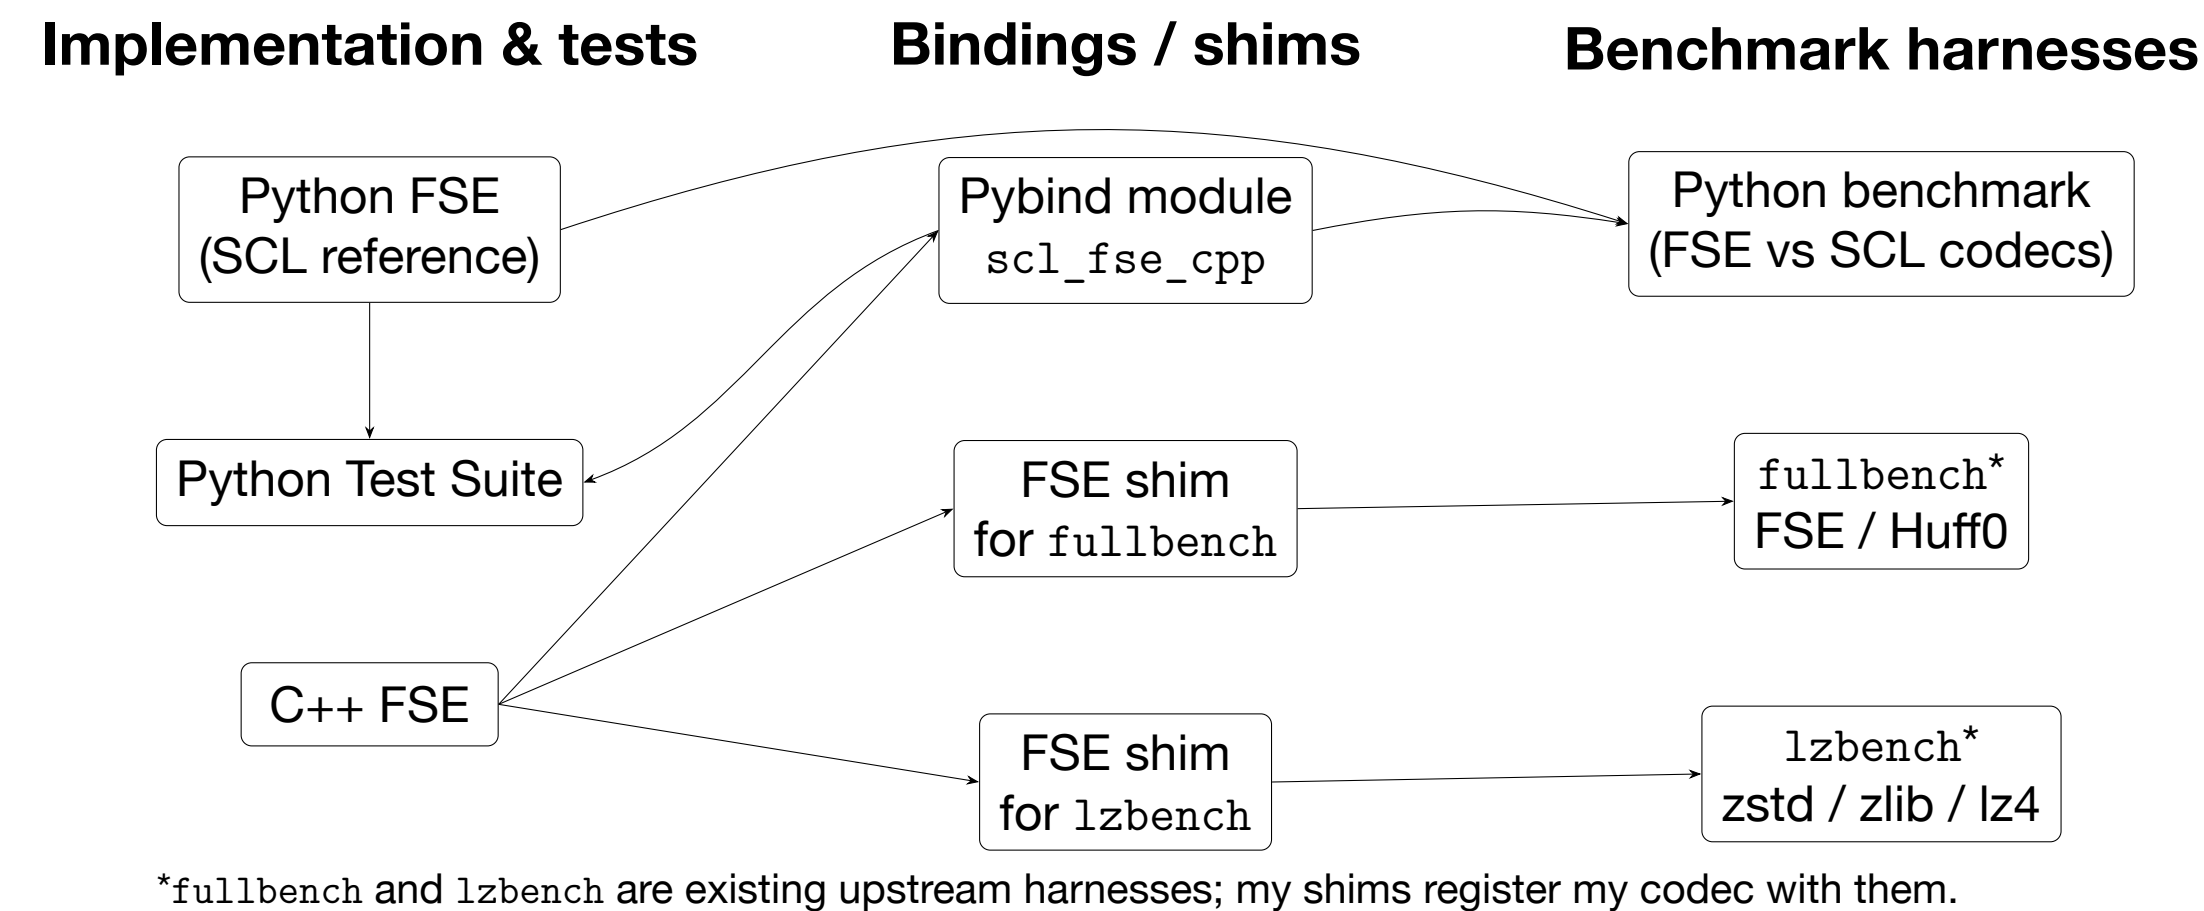 Implementation & tests
Bindings / shims
Benchmark harnesses
Python FSE
(SCL reference)
Pybind module
scl_fse_cpp
Python benchmark
(FSE vs SCL codecs)
Python Test Suite
FSE shim
for fullbench
fullbench*
FSE / Huff0
C++ FSE
FSE shim
for lzbench
lzbench*
zstd / zlib / lz4
*fullbench and lzbench are existing upstream harnesses; my shims register my codec with them.